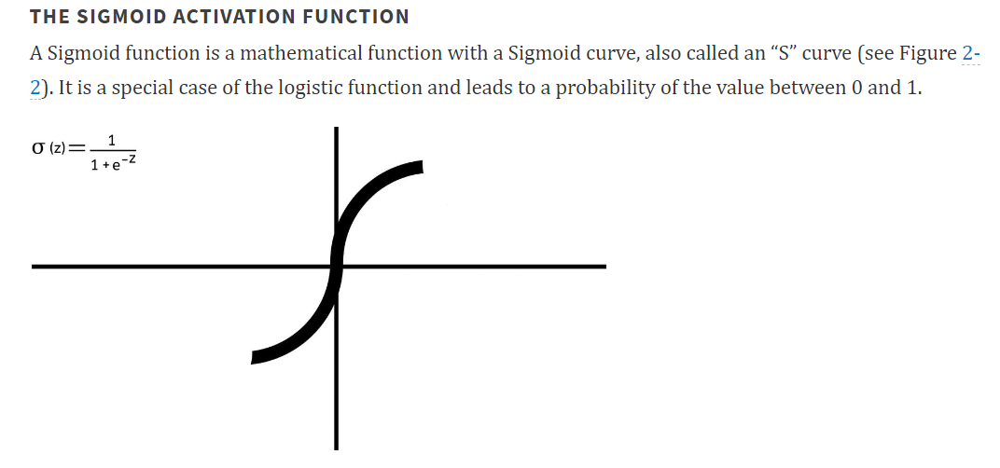 THE SIGMOID ACTIVATION FUNCTION
A Sigmoid function is a mathematical function with a Sigmoid curve, also called an “S” curve (see Figure 2-
2). It is a special case of the logistic function and leads to a probability of the value between 0 and 1.
σ (z)= 1
1+e⁻ᶻ